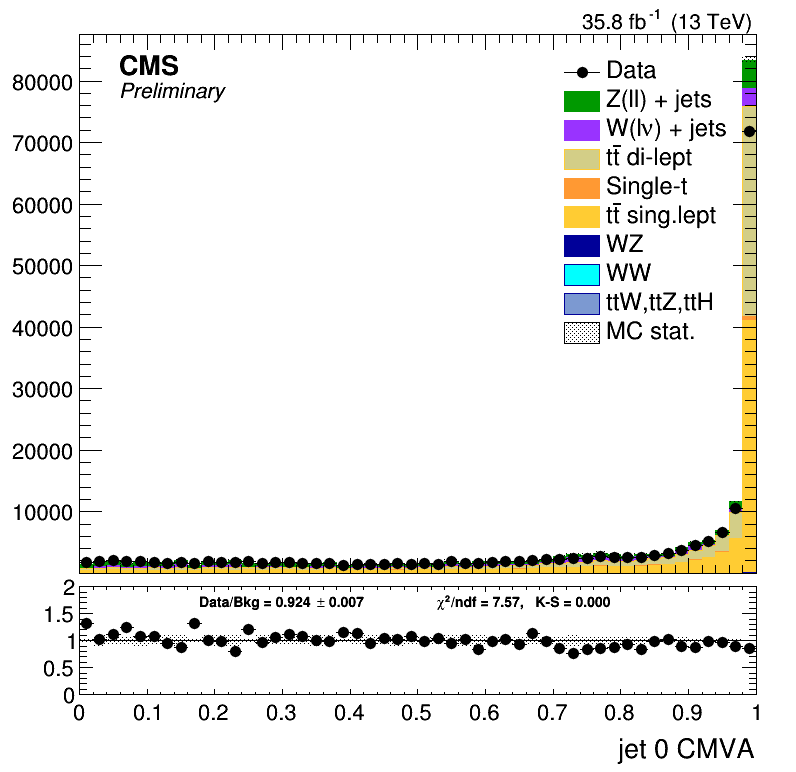 35.8 fb⁻¹ (13 TeV)
CMS
Preliminary
Data
Z(ll) + jets
W(lν) + jets
tt̄ di-lept
Single-t
tt̄ sing.lept
WZ
WW
ttW,ttZ,ttH
MC stat.
80000
70000
60000
50000
40000
30000
20000
10000
Data/Bkg = 0.924 ± 0.007 χ²/ndf = 7.57, K-S = 0.000
2
1.5
1
0.5
0
0 0.1 0.2 0.3 0.4 0.5 0.6 0.7 0.8 0.9 1
jet 0 CMVA